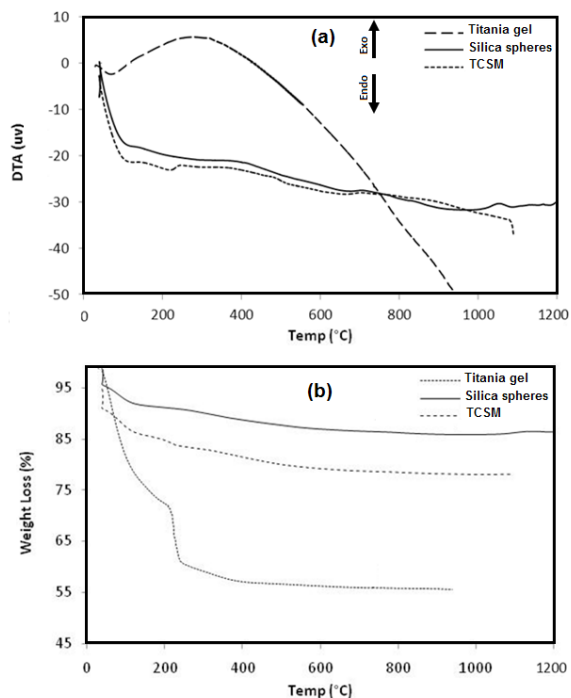 (a)
Exo
Endo
Titania gel
Silica spheres
TCSM
DTA (uv)
10
0
-10
-20
-30
-40
-50
0
200
400
600
800
1000
1200
Temp (°C)
(b)
Titania gel
Silica spheres
TCSM
Weight Loss (%)
95
85
75
65
55
45
0
200
400
600
800
1000
1200
Temp (°C)